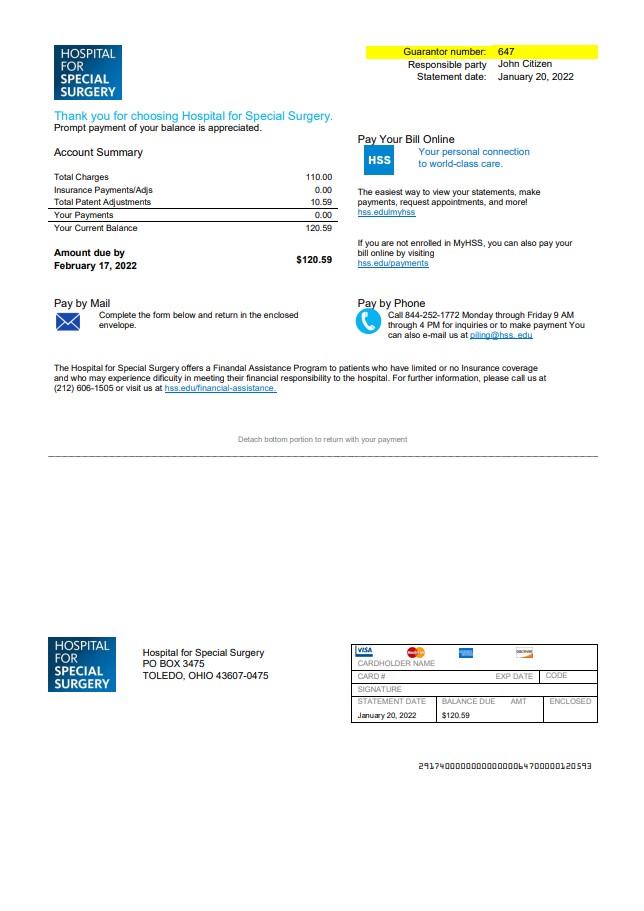 HOSPITAL
FOR
SPECIAL
SURGERY
Guarantor number: 647
Responsible party John Citizen
Statement date: January 20, 2022
Thank you for choosing Hospital for Special Surgery.
Prompt payment of your balance is appreciated.
Account Summary
Total Charges 110.00
Insurance Payments/Adjs 0.00
Total Patent Adjustments 10.59
Your Payments 0.00
Your Current Balance 120.59
Amount due by
February 17, 2022 $120.59
Pay Your Bill Online
HSS
Your personal connection
to world-class care.
The easiest way to view your statements, make
payments, request appointments, and more!
hss.edulmyhss
If you are not enrolled in MyHSS, you can also pay your
bill online by visiting
hss.edu/payments
Pay by Mail
Complete the form below and return in the enclosed
envelope.
Pay by Phone
Call 844-252-1772 Monday through Friday 9 AM
through 4 PM for inquiries or to make payment You
can also e-mail us at piling@hss. edu
The Hospital for Special Surgery offers a Finandal Assistance Program to patients who have limited or no Insurance coverage
and who may experience dificuity in meeting their financial responsibility to the hospital. For further information, please call us at
(212) 606-1505 or visit us at hss.edu/financial-assistance.
Detach bottom portion to return with your payment
HOSPITAL
FOR
SPECIAL
SURGERY
Hospital for Special Surgery
PO BOX 3475
TOLEDO, OHIO 43607-0475
VISA MasterCard DISCOVER
CARDHOLDER NAME
CARD # EXP DATE CODE
SIGNATURE
STATEMENT DATE BALANCE DUE AMT ENCLOSED
January 20, 2022 $120.59